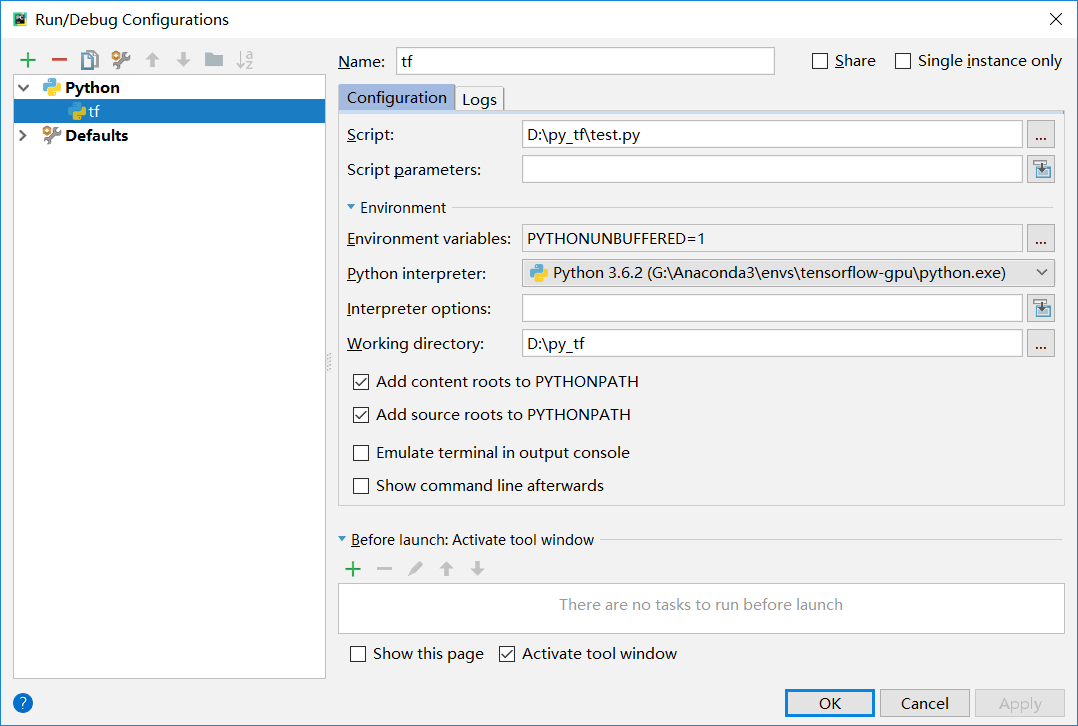 Run/Debug Configurations
Python
tf
Defaults
Name: tf
Share
Single instance only
Configuration
Logs
Script: D:\py_tf\test.py
...
Script parameters:
Environment
Environment variables: PYTHONUNBUFFERED=1
...
Python interpreter: Python 3.6.2 (G:\Anaconda3\envs\tensorflow-gpu\python.exe)
Interpreter options:
Working directory: D:\py_tf
...
Add content roots to PYTHONPATH
Add source roots to PYTHONPATH
Emulate terminal in output console
Show command line afterwards
Before launch: Activate tool window
There are no tasks to run before launch
Show this page
Activate tool window
?
OK
Cancel
Apply